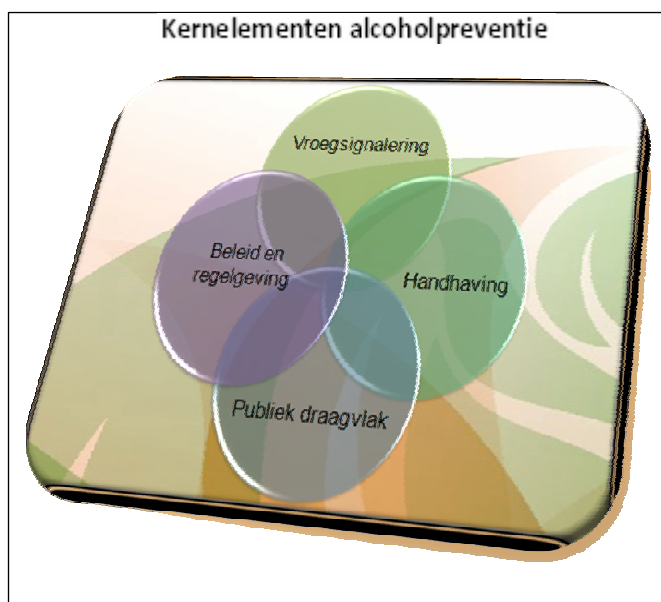 Kernelementen alcoholpreventie
Vroegsignalering
Beleid en
regelgeving
Handhaving
Publiek draagvlak